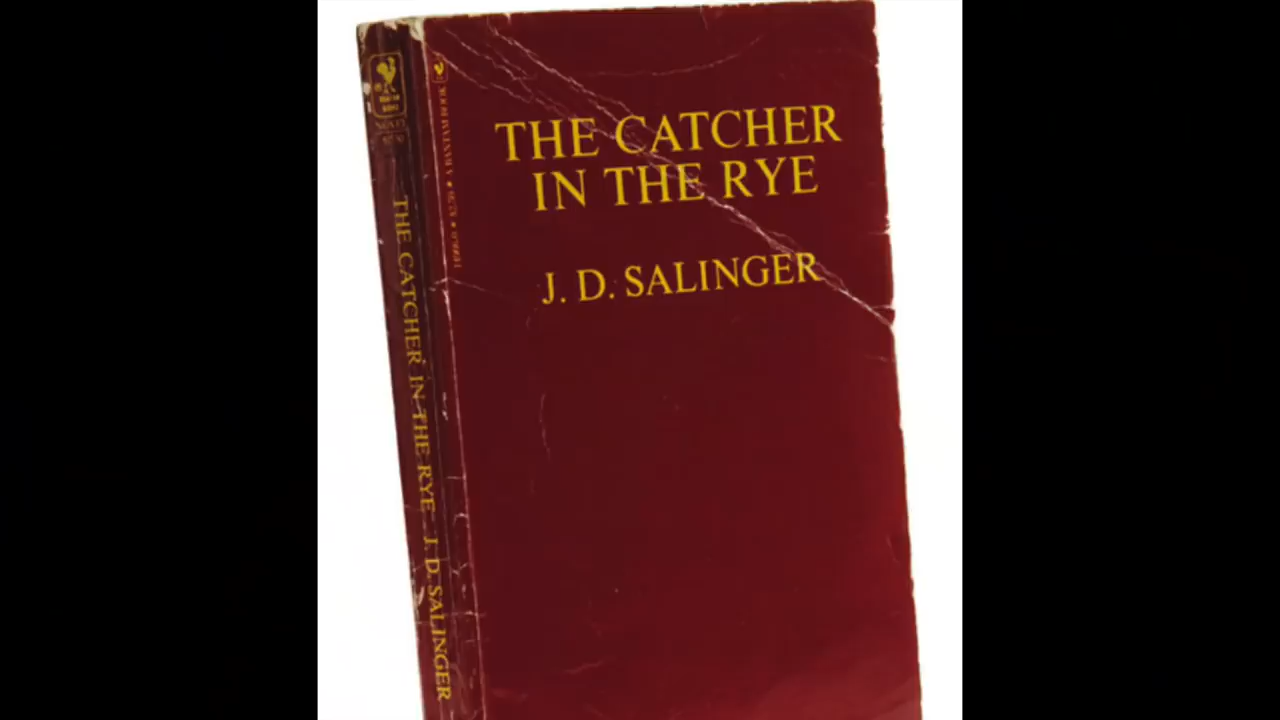 THE CATCHER
IN THE RYE
J. D. SALINGER
THE CATCHER IN THE RYE J. D. SALINGER